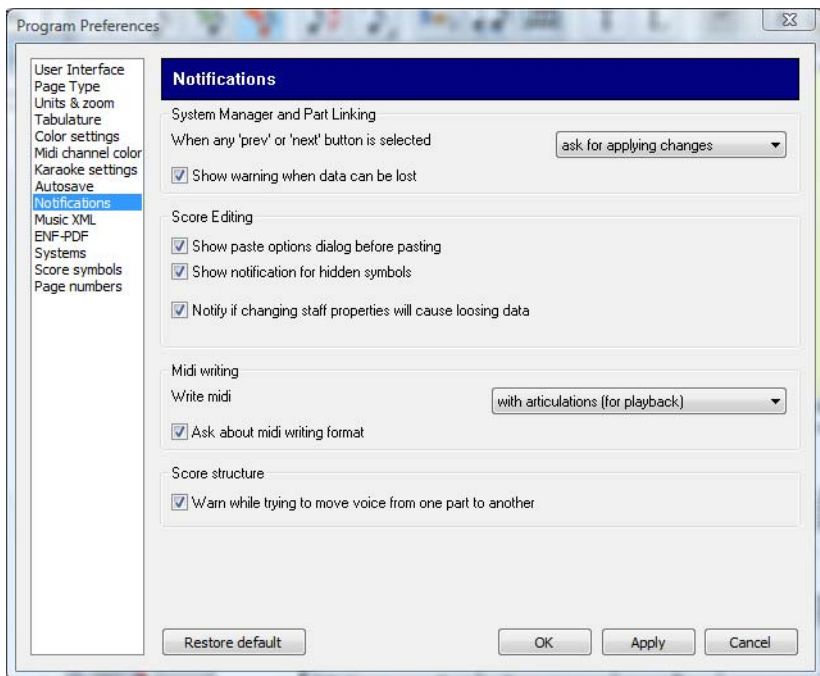 Program Preferences
User Interface
Page Type
Units & zoom
Tabulature
Color settings
Midi channel color
Karaoke settings
Autosave
Notifications
Music XML
ENF-PDF
Systems
Score symbols
Page numbers
Notifications
System Manager and Part Linking
When any 'prev' or 'next' button is selected
ask for applying changes
Show warning when data can be lost
Score Editing
Show paste options dialog before pasting
Show notification for hidden symbols
Notify if changing staff properties will cause loosing data
Midi writing
Write midi
with articulations (for playback)
Ask about midi writing format
Score structure
Warn while trying to move voice from one part to another
Restore default
OK
Apply
Cancel